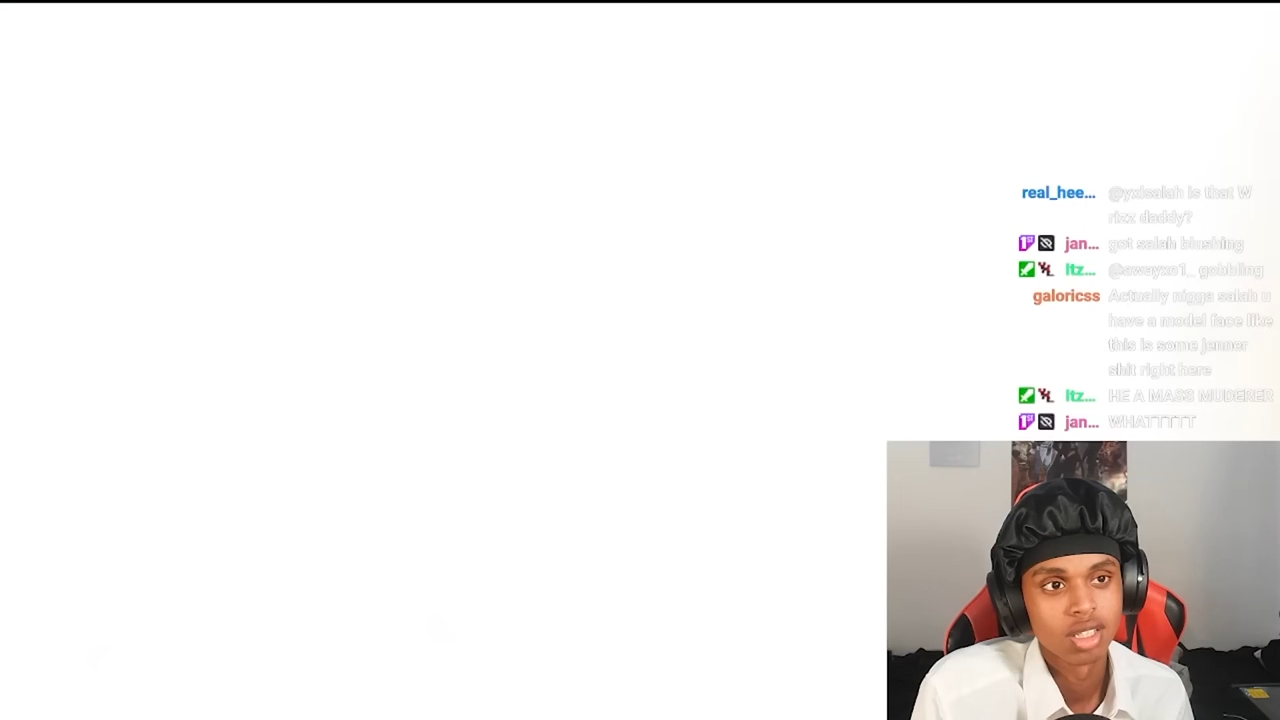 real_hee... @yxlsalah is that W
rizz daddy?
jan... got salah blushing
Itz... @awayzo1_ gobbling
galoricss Actually nigga salah u
have a model face like
this is some jenner
shit right here
Itz... HE A MASS MUDERER
jan... WHATTTTT